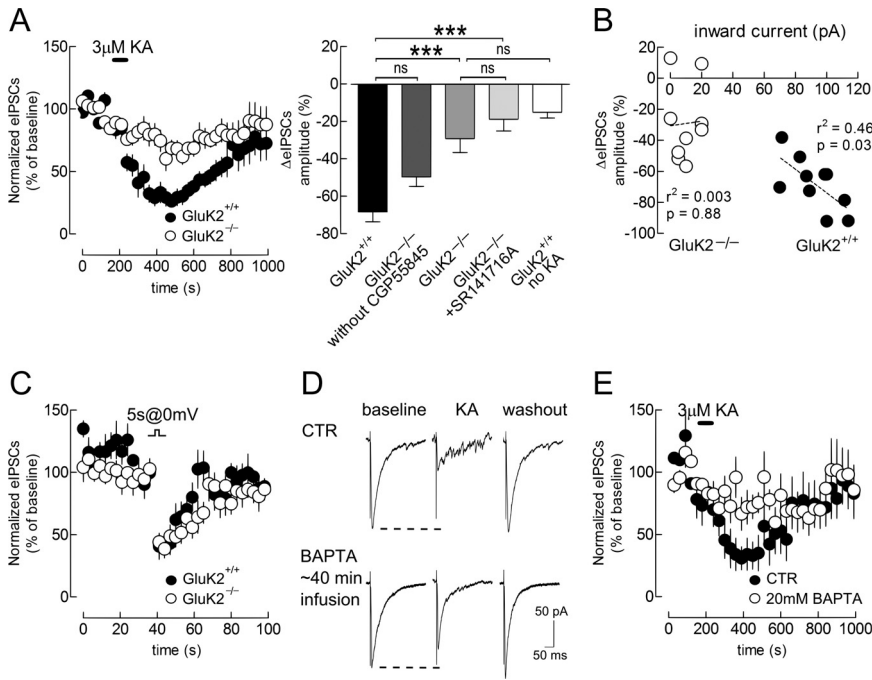 A
3µM KA
150
100
50
0
Normalized eIPSCs
(% of baseline)
GluK2+/+
GluK2−/−
0 200 400 600 800 1000
time (s)
***
***
ns
ns
ns
20
0
-20
-40
-60
-80
ΔeIPSCs
amplitude (%)
GluK2+/+
GluK2−/−
without CGP55845
GluK2−/−
GluK2−/−
+SR141716A
GluK2+/+
no KA
B
inward current (pA)
0 20 40 60 80 100 120
20
0
-20
-40
-60
-80
-100
ΔeIPSCs
amplitude (%)
r2 = 0.46
p = 0.03
r2 = 0.003
p = 0.88
GluK2−/−
GluK2+/+
C
5s@0mV
150
100
50
0
Normalized eIPSCs
(% of baseline)
GluK2+/+
GluK2−/−
0 20 40 60 80 100
time (s)
D
baseline KA washout
CTR
BAPTA
~40 min
infusion
50 pA
50 ms
E
3µM KA
150
100
50
0
Normalized eIPSCs
(% of baseline)
CTR
20mM BAPTA
0 200 400 600 800 1000
time (s)